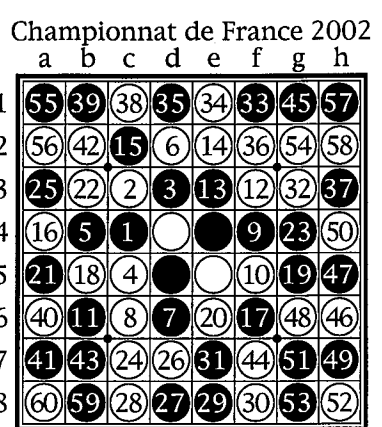 Championnat de France 2002
a b c d e f g h
1 55 39 38 35 34 33 45 57
2 56 42 15 6 14 36 54 58
3 25 22 2 3 13 12 32 37
4 16 5 1 9 23 50
5 21 18 4 10 19 47
6 40 11 8 7 20 17 48 46
7 41 43 24 26 31 44 51 49
8 60 59 28 27 29 30 53 52